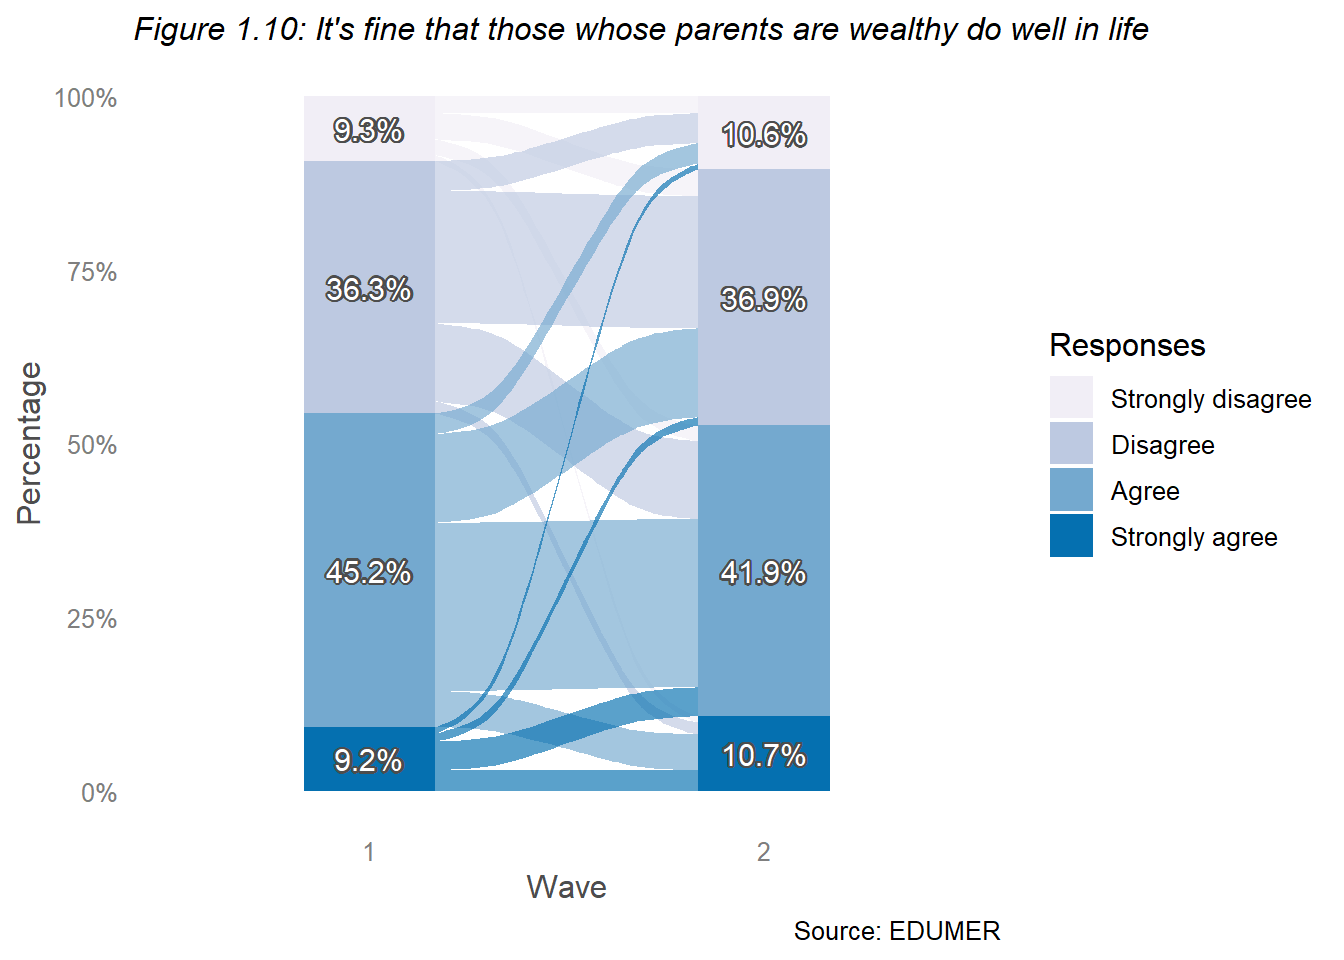 Figure 1.10: It's fine that those whose parents are wealthy do well in life
100%
75%
50%
25%
0%
Percentage
9.3%
36.3%
45.2%
9.2%
10.6%
36.9%
41.9%
10.7%
1
2
Wave
Responses
Strongly disagree
Disagree
Agree
Strongly agree
Source: EDUMER